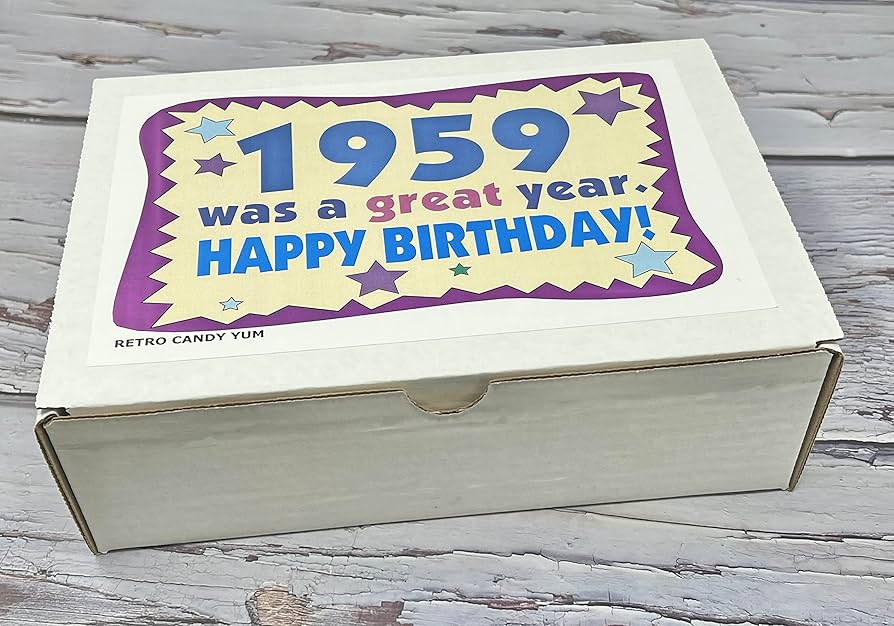 1959
was a great year.
HAPPY BIRTHDAY!
RETRO CANDY YUM